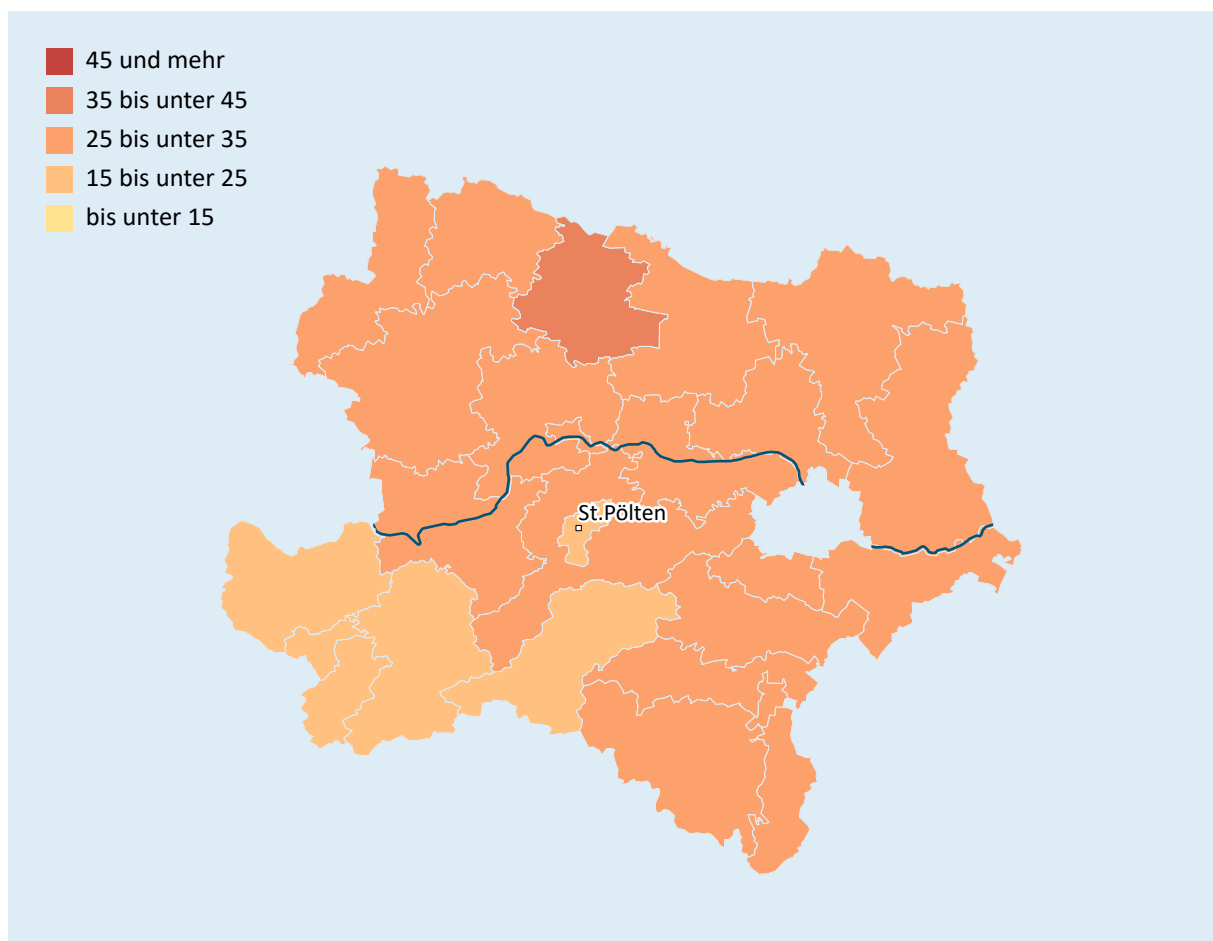 45 und mehr
35 bis unter 45
25 bis unter 35
15 bis unter 25
bis unter 15
St.Pölten